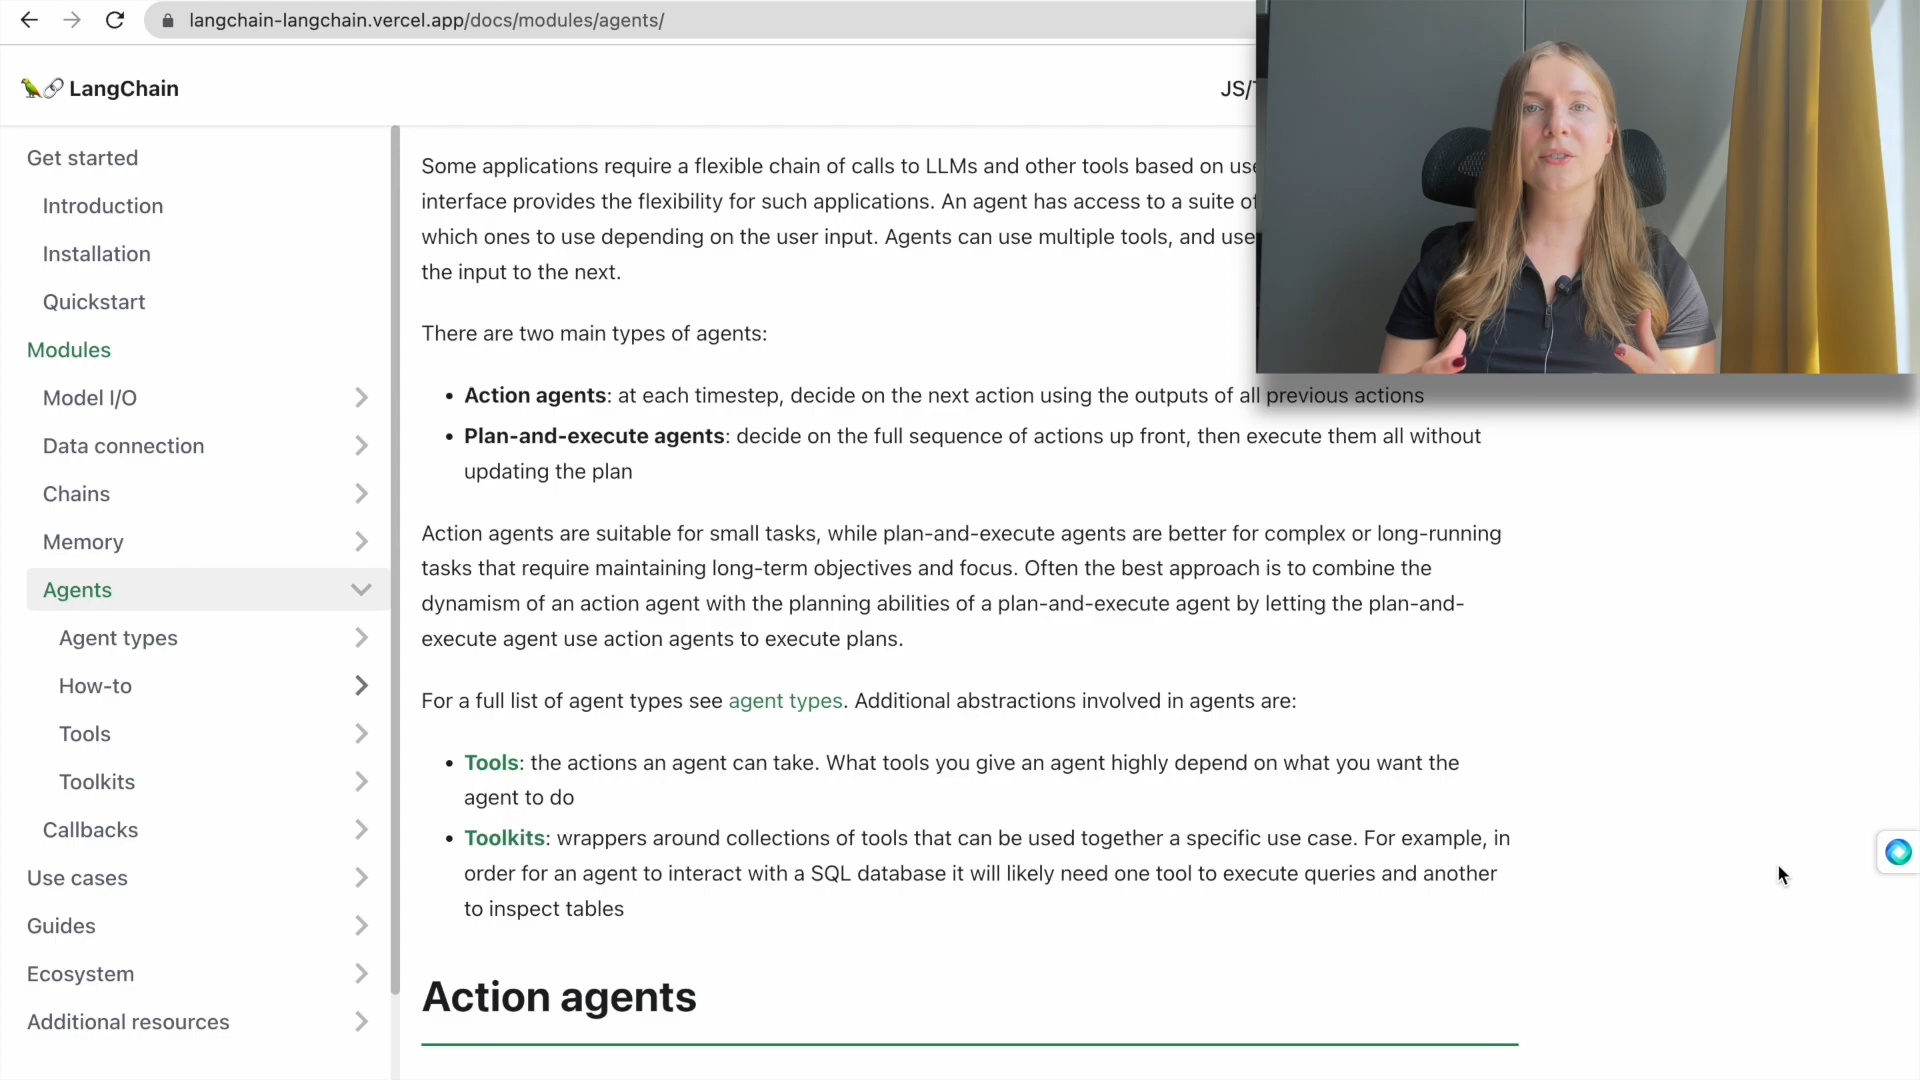 langchain-langchain.vercel.app/docs/modules/agents/
LangChain
JS/
Get started
Introduction
Installation
Quickstart
Modules
Model I/O
Data connection
Chains
Memory
Agents
Agent types
How-to
Tools
Toolkits
Callbacks
Use cases
Guides
Ecosystem
Additional resources
Some applications require a flexible chain of calls to LLMs and other tools based on
interface provides the flexibility for such applications. An agent has access to a suite
which ones to use depending on the user input. Agents can use multiple tools, and use
the input to the next.
There are two main types of agents:
• Action agents: at each timestep, decide on the next action using the outputs of all previous actions
• Plan-and-execute agents: decide on the full sequence of actions up front, then execute them all without
updating the plan
Action agents are suitable for small tasks, while plan-and-execute agents are better for complex or long-running
tasks that require maintaining long-term objectives and focus. Often the best approach is to combine the
dynamism of an action agent with the planning abilities of a plan-and-execute agent by letting the plan-and-
execute agent use action agents to execute plans.
For a full list of agent types see agent types. Additional abstractions involved in agents are:
• Tools: the actions an agent can take. What tools you give an agent highly depend on what you want the
agent to do
• Toolkits: wrappers around collections of tools that can be used together a specific use case. For example, in
order for an agent to interact with a SQL database it will likely need one tool to execute queries and another
to inspect tables
Action agents